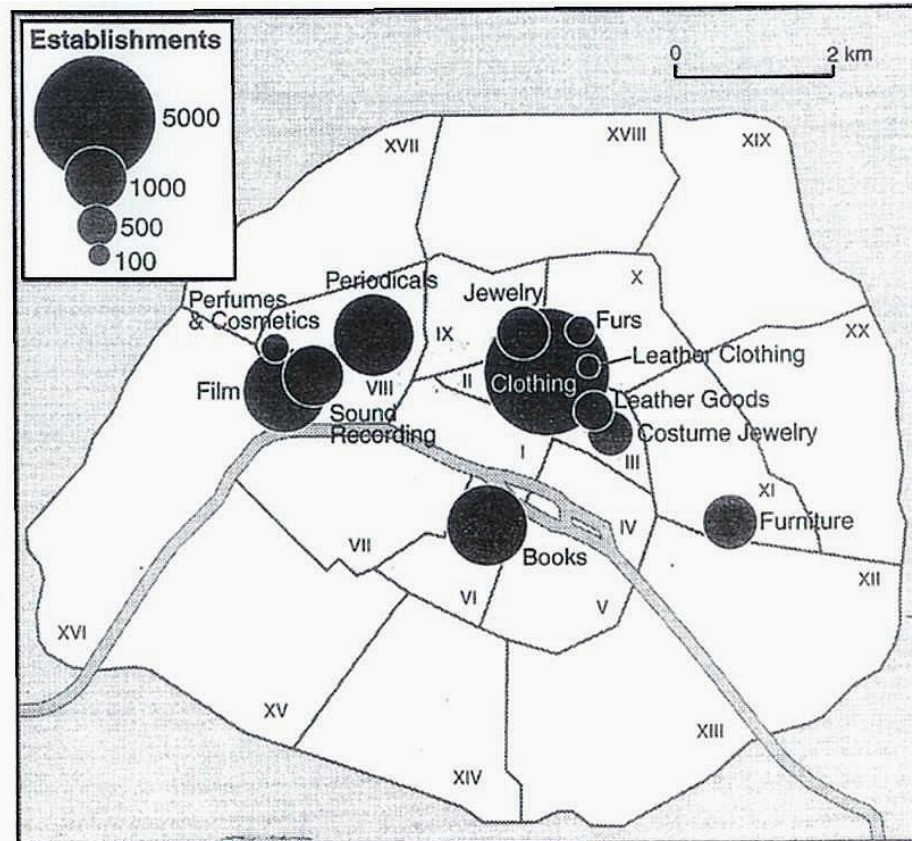 Establishments
5000
1000
500
100
0 2 km
XVII
XVIII
XIX
Periodicals
Jewelry
X
Perfumes
& Cosmetics
IX
Furs
XX
Leather Clothing
Film
VIII
II
Clothing
Leather Goods
Sound
Recording
Costume Jewelry
I
III
XI
Furniture
VII
Books
IV
XII
VI
V
XVI
XV
XIII
XIV